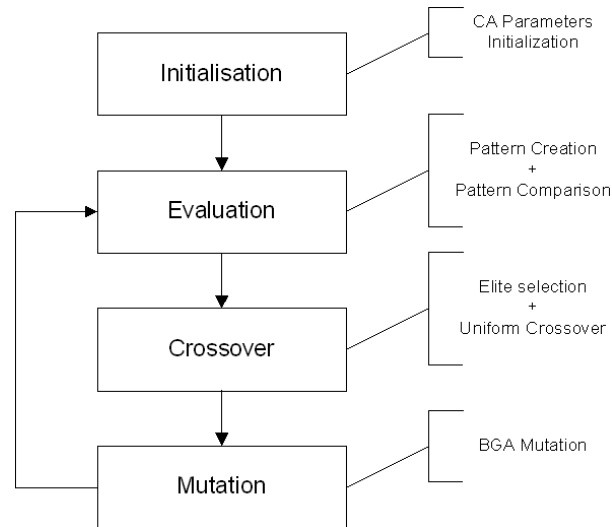 CA Parameters
Initialization
Initialisation
Pattern Creation
+
Pattern Comparison
Evaluation
Elite selection
+
Uniform Crossover
Crossover
BGA Mutation
Mutation